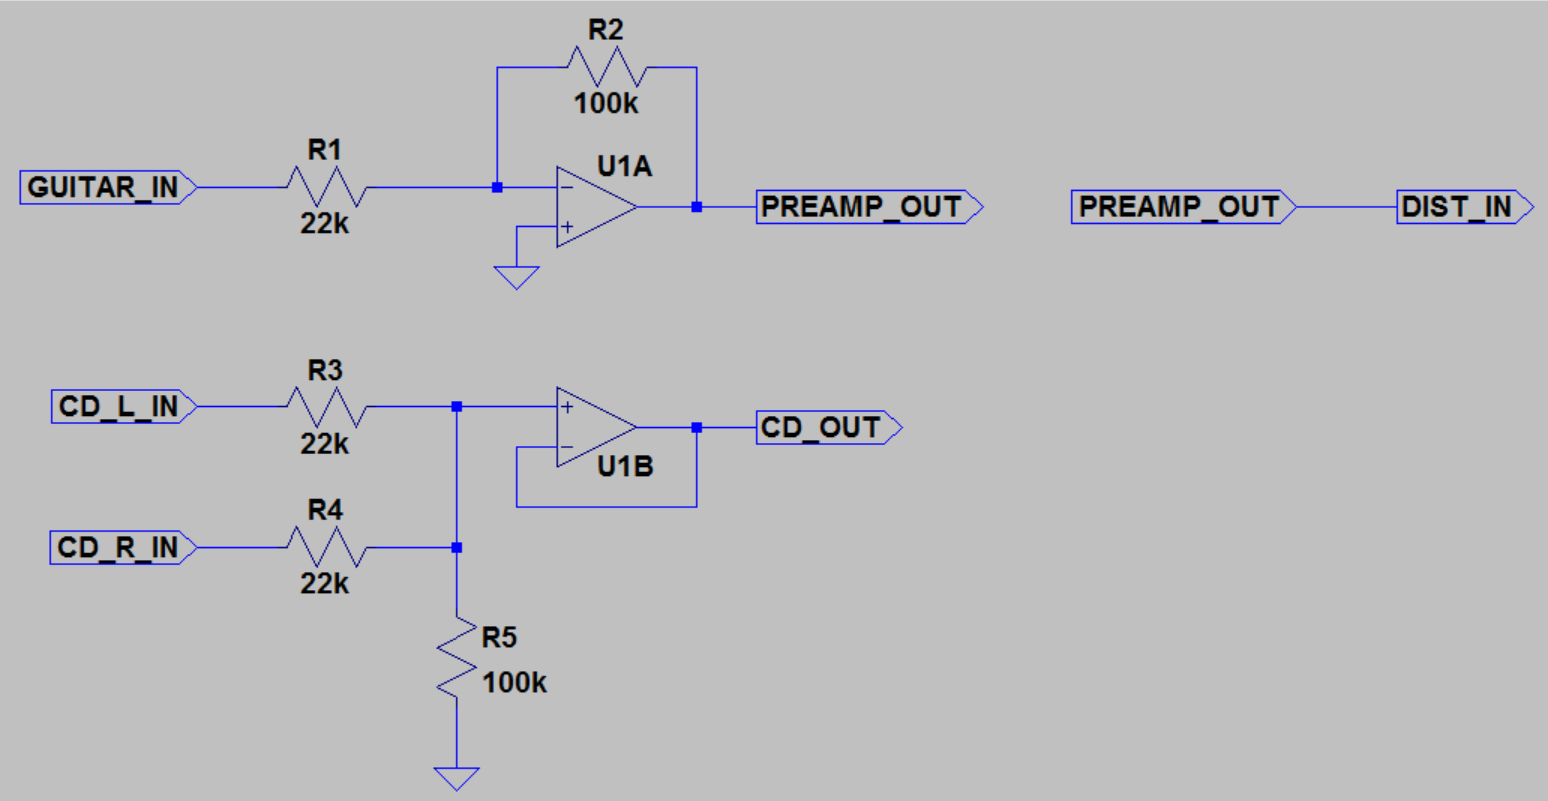 R2
100k
R1
U1A
GUITAR_IN
22k
PREAMP_OUT
PREAMP_OUT
DIST_IN
R3
CD_L_IN
22k
CD_OUT
U1B
R4
CD_R_IN
22k
R5
100k